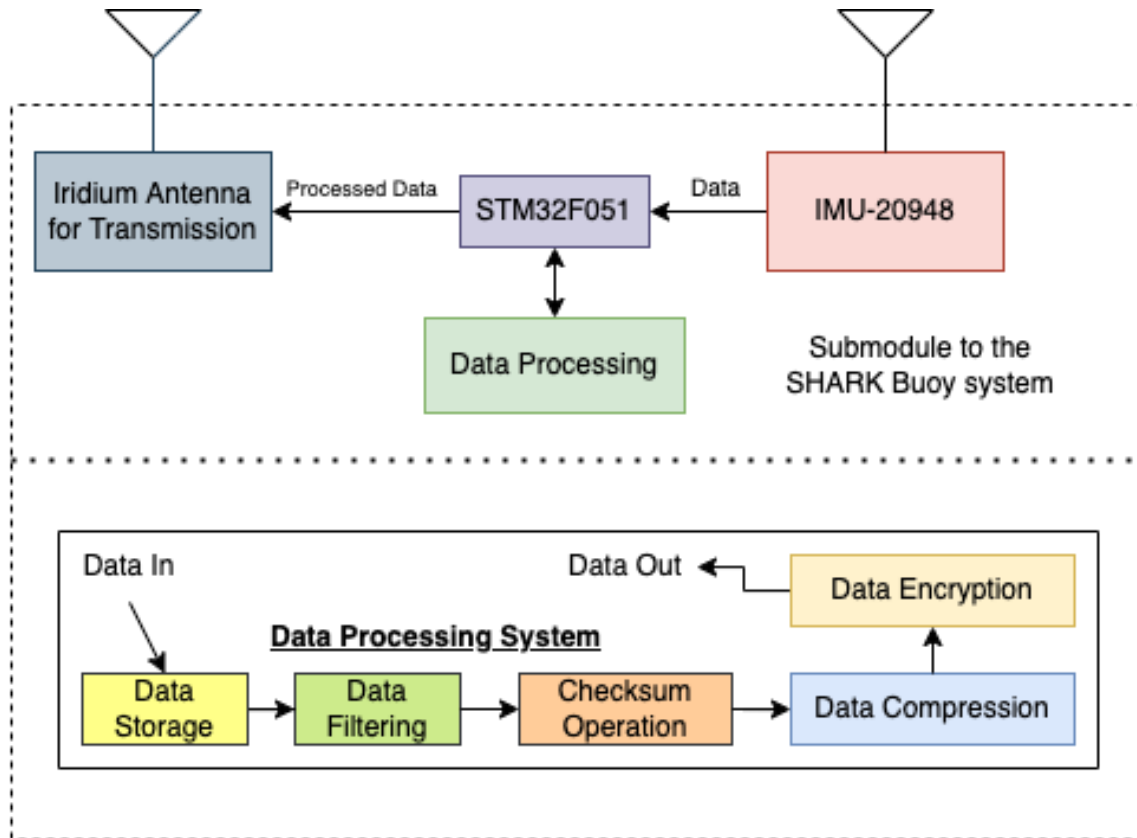 Iridium Antenna
for Transmission
Processed Data
STM32F051
Data
IMU-20948
Data Processing
Submodule to the
SHARK Buoy system
Data In
Data Out
Data Encryption
Data Processing System
Data
Storage
Data
Filtering
Checksum
Operation
Data Compression